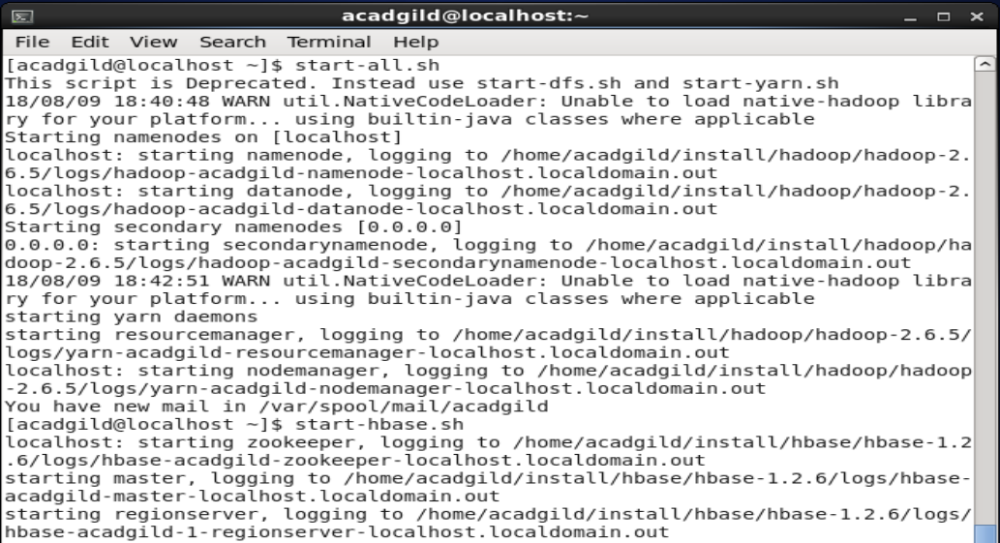 acadgild@localhost:~
File Edit View Search Terminal Help
[acadgild@localhost ~]$ start-all.sh
This script is Deprecated. Instead use start-dfs.sh and start-yarn.sh
18/08/09 18:40:48 WARN util.NativeCodeLoader: Unable to load native-hadoop libra
ry for your platform... using builtin-java classes where applicable
Starting namenodes on [localhost]
localhost: starting namenode, logging to /home/acadgild/install/hadoop/hadoop-2.
6.5/logs/hadoop-acadgild-namenode-localhost.localdomain.out
localhost: starting datanode, logging to /home/acadgild/install/hadoop/hadoop-2.
6.5/logs/hadoop-acadgild-datanode-localhost.localdomain.out
Starting secondary namenodes [0.0.0.0]
0.0.0.0: starting secondarynamenode, logging to /home/acadgild/install/hadoop/ha
doop-2.6.5/logs/hadoop-acadgild-secondarynamenode-localhost.localdomain.out
18/08/09 18:42:51 WARN util.NativeCodeLoader: Unable to load native-hadoop libra
ry for your platform... using builtin-java classes where applicable
starting yarn daemons
starting resourcemanager, logging to /home/acadgild/install/hadoop/hadoop-2.6.5/
logs/yarn-acadgild-resourcemanager-localhost.localdomain.out
localhost: starting nodemanager, logging to /home/acadgild/install/hadoop/hadoop
-2.6.5/logs/yarn-acadgild-nodemanager-localhost.localdomain.out
You have new mail in /var/spool/mail/acadgild
[acadgild@localhost ~]$ start-hbase.sh
localhost: starting zookeeper, logging to /home/acadgild/install/hbase/hbase-1.2
.6/logs/hbase-acadgild-zookeeper-localhost.localdomain.out
starting master, logging to /home/acadgild/install/hbase/hbase-1.2.6/logs/hbase-
acadgild-master-localhost.localdomain.out
starting regionserver, logging to /home/acadgild/install/hbase/hbase-1.2.6/logs/
hbase-acadgild-1-regionserver-localhost.localdomain.out